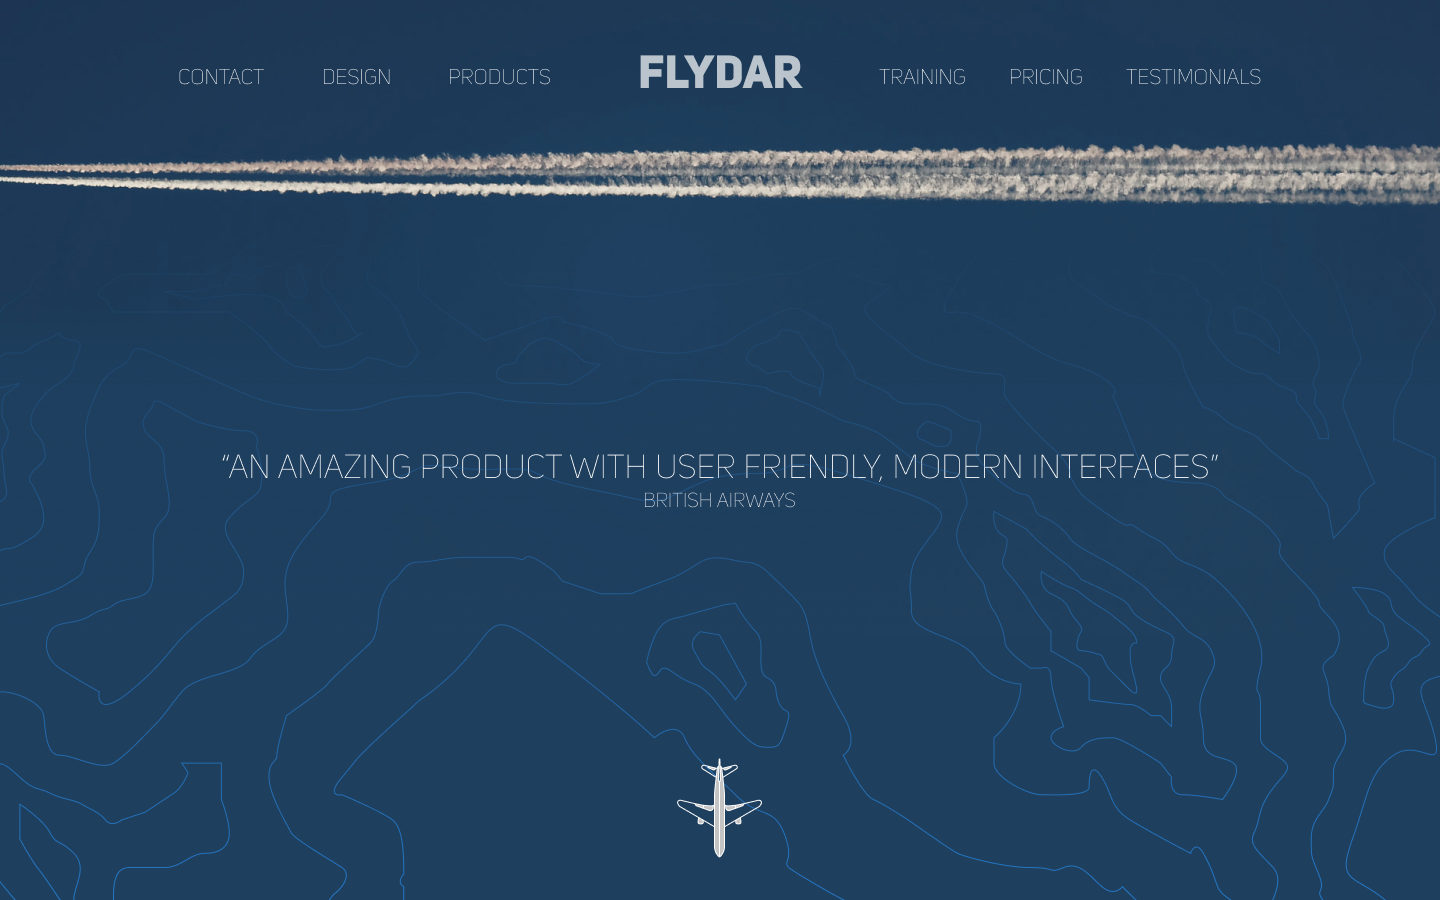 CONTACT DESIGN PRODUCTS FLYDAR TRAINING PRICING TESTIMONIALS
“AN AMAZING PRODUCT WITH USER FRIENDLY, MODERN INTERFACES”
BRITISH AIRWAYS